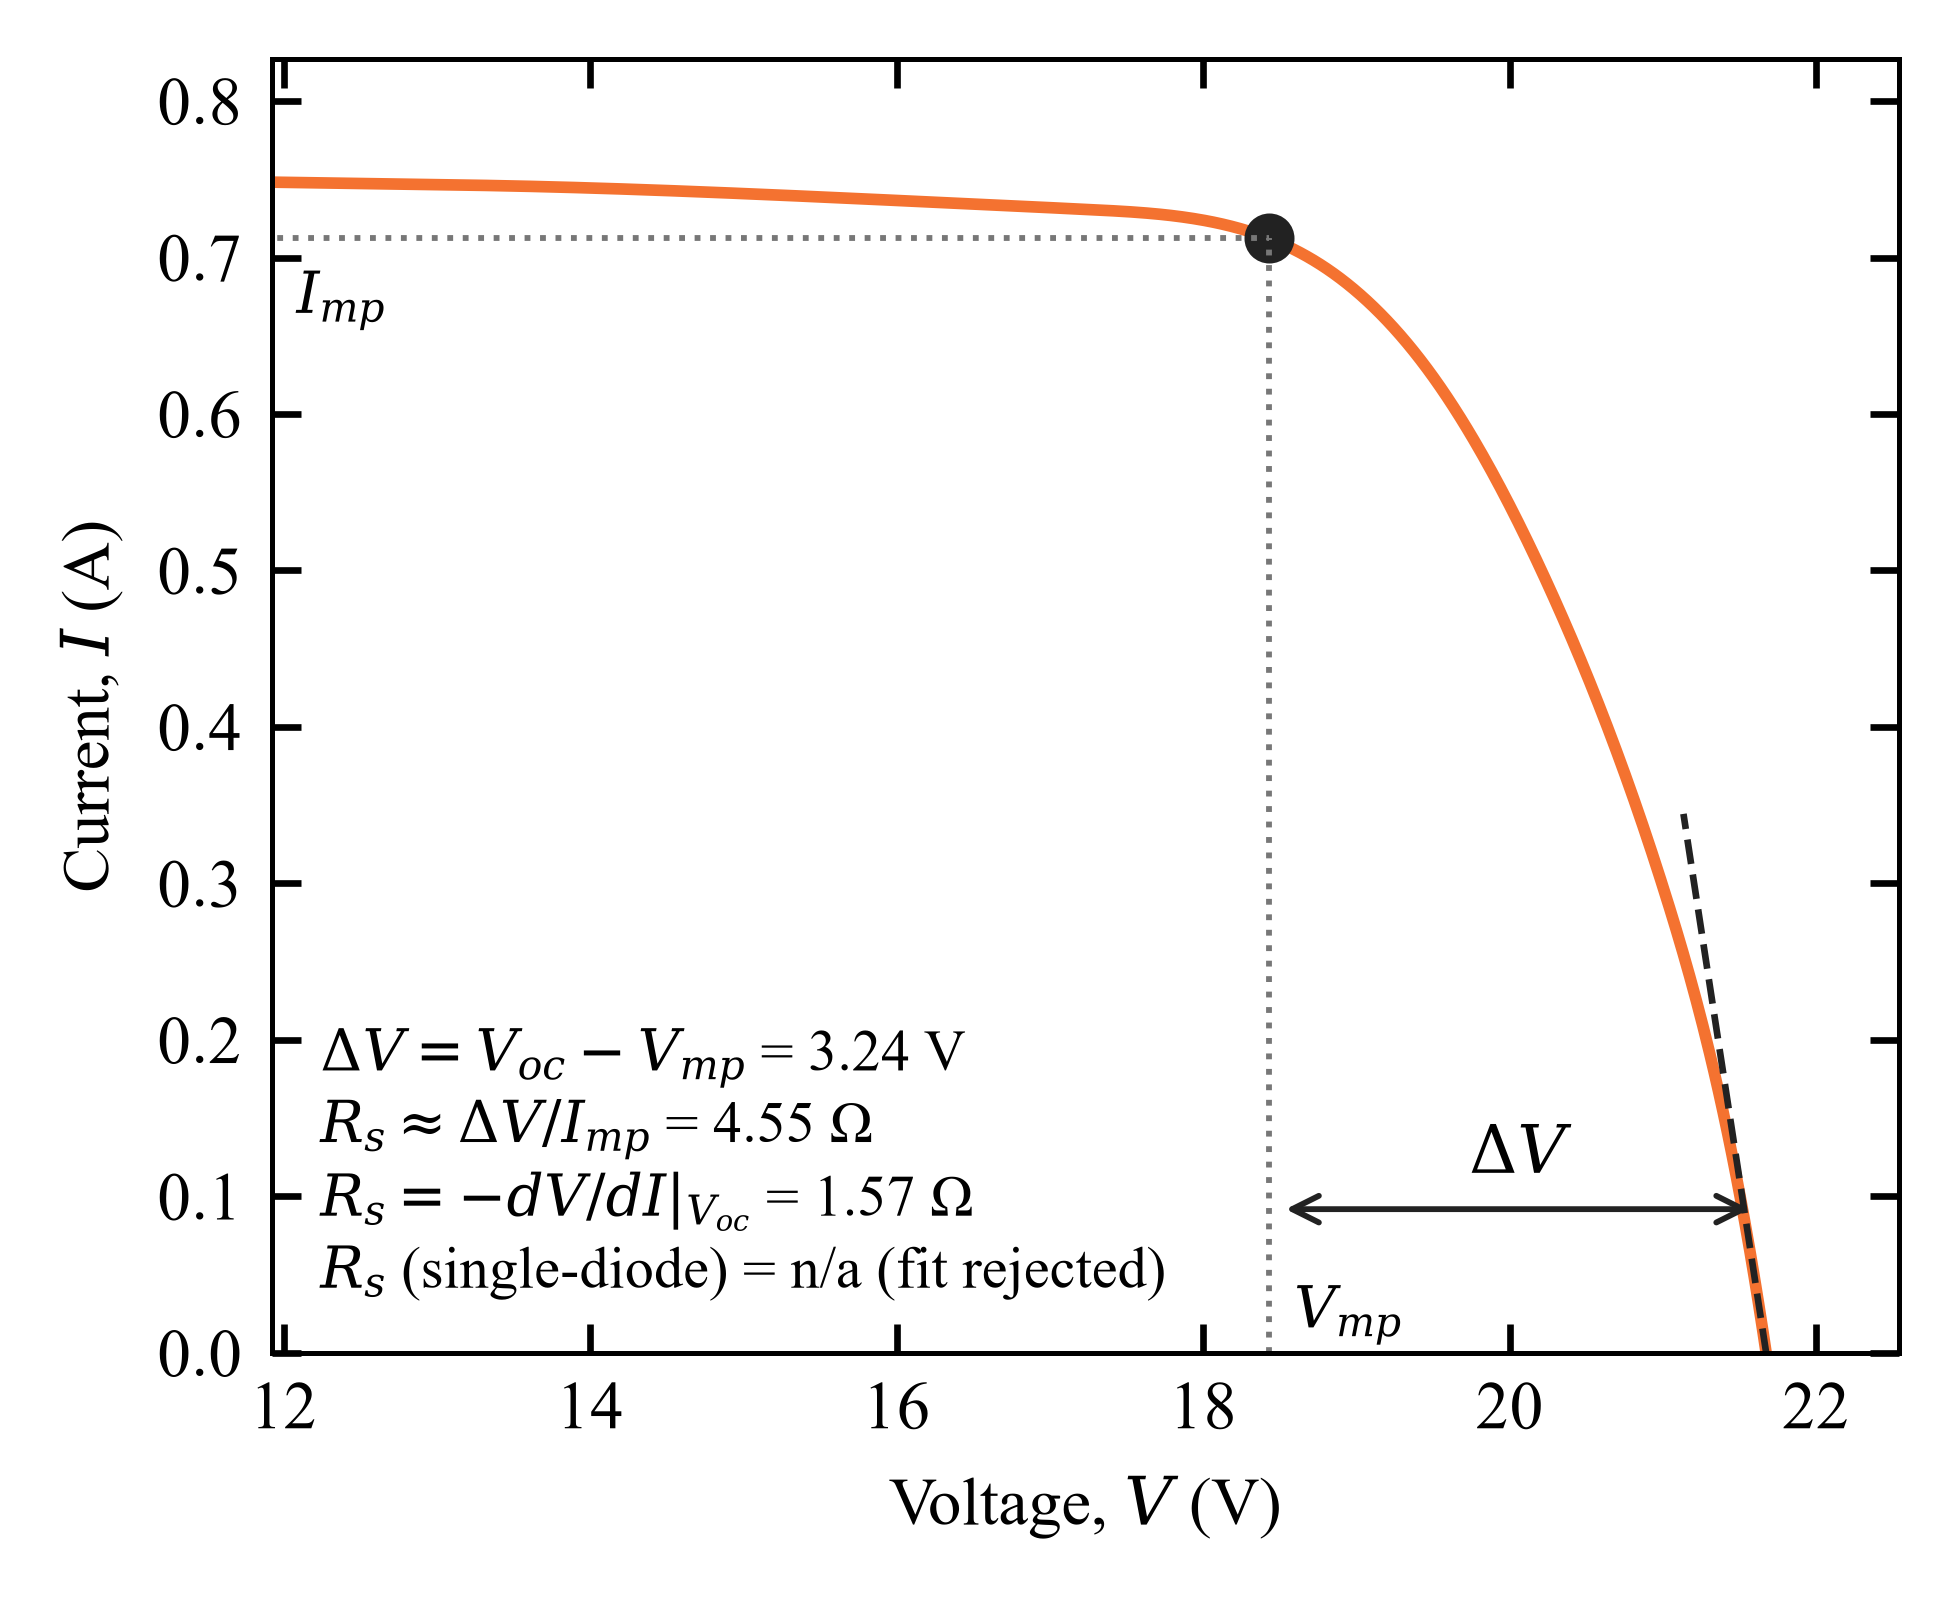 0.8
0.7
0.6
0.5
0.4
0.3
0.2
0.1
0.0
Current, I (A)
I_mp
ΔV = V_oc − V_mp = 3.24 V
R_s ≈ ΔV/I_mp = 4.55 Ω
R_s = −dV/dI|_V_oc = 1.57 Ω
R_s (single-diode) = n/a (fit rejected)
ΔV
V_mp
12 14 16 18 20 22
Voltage, V (V)